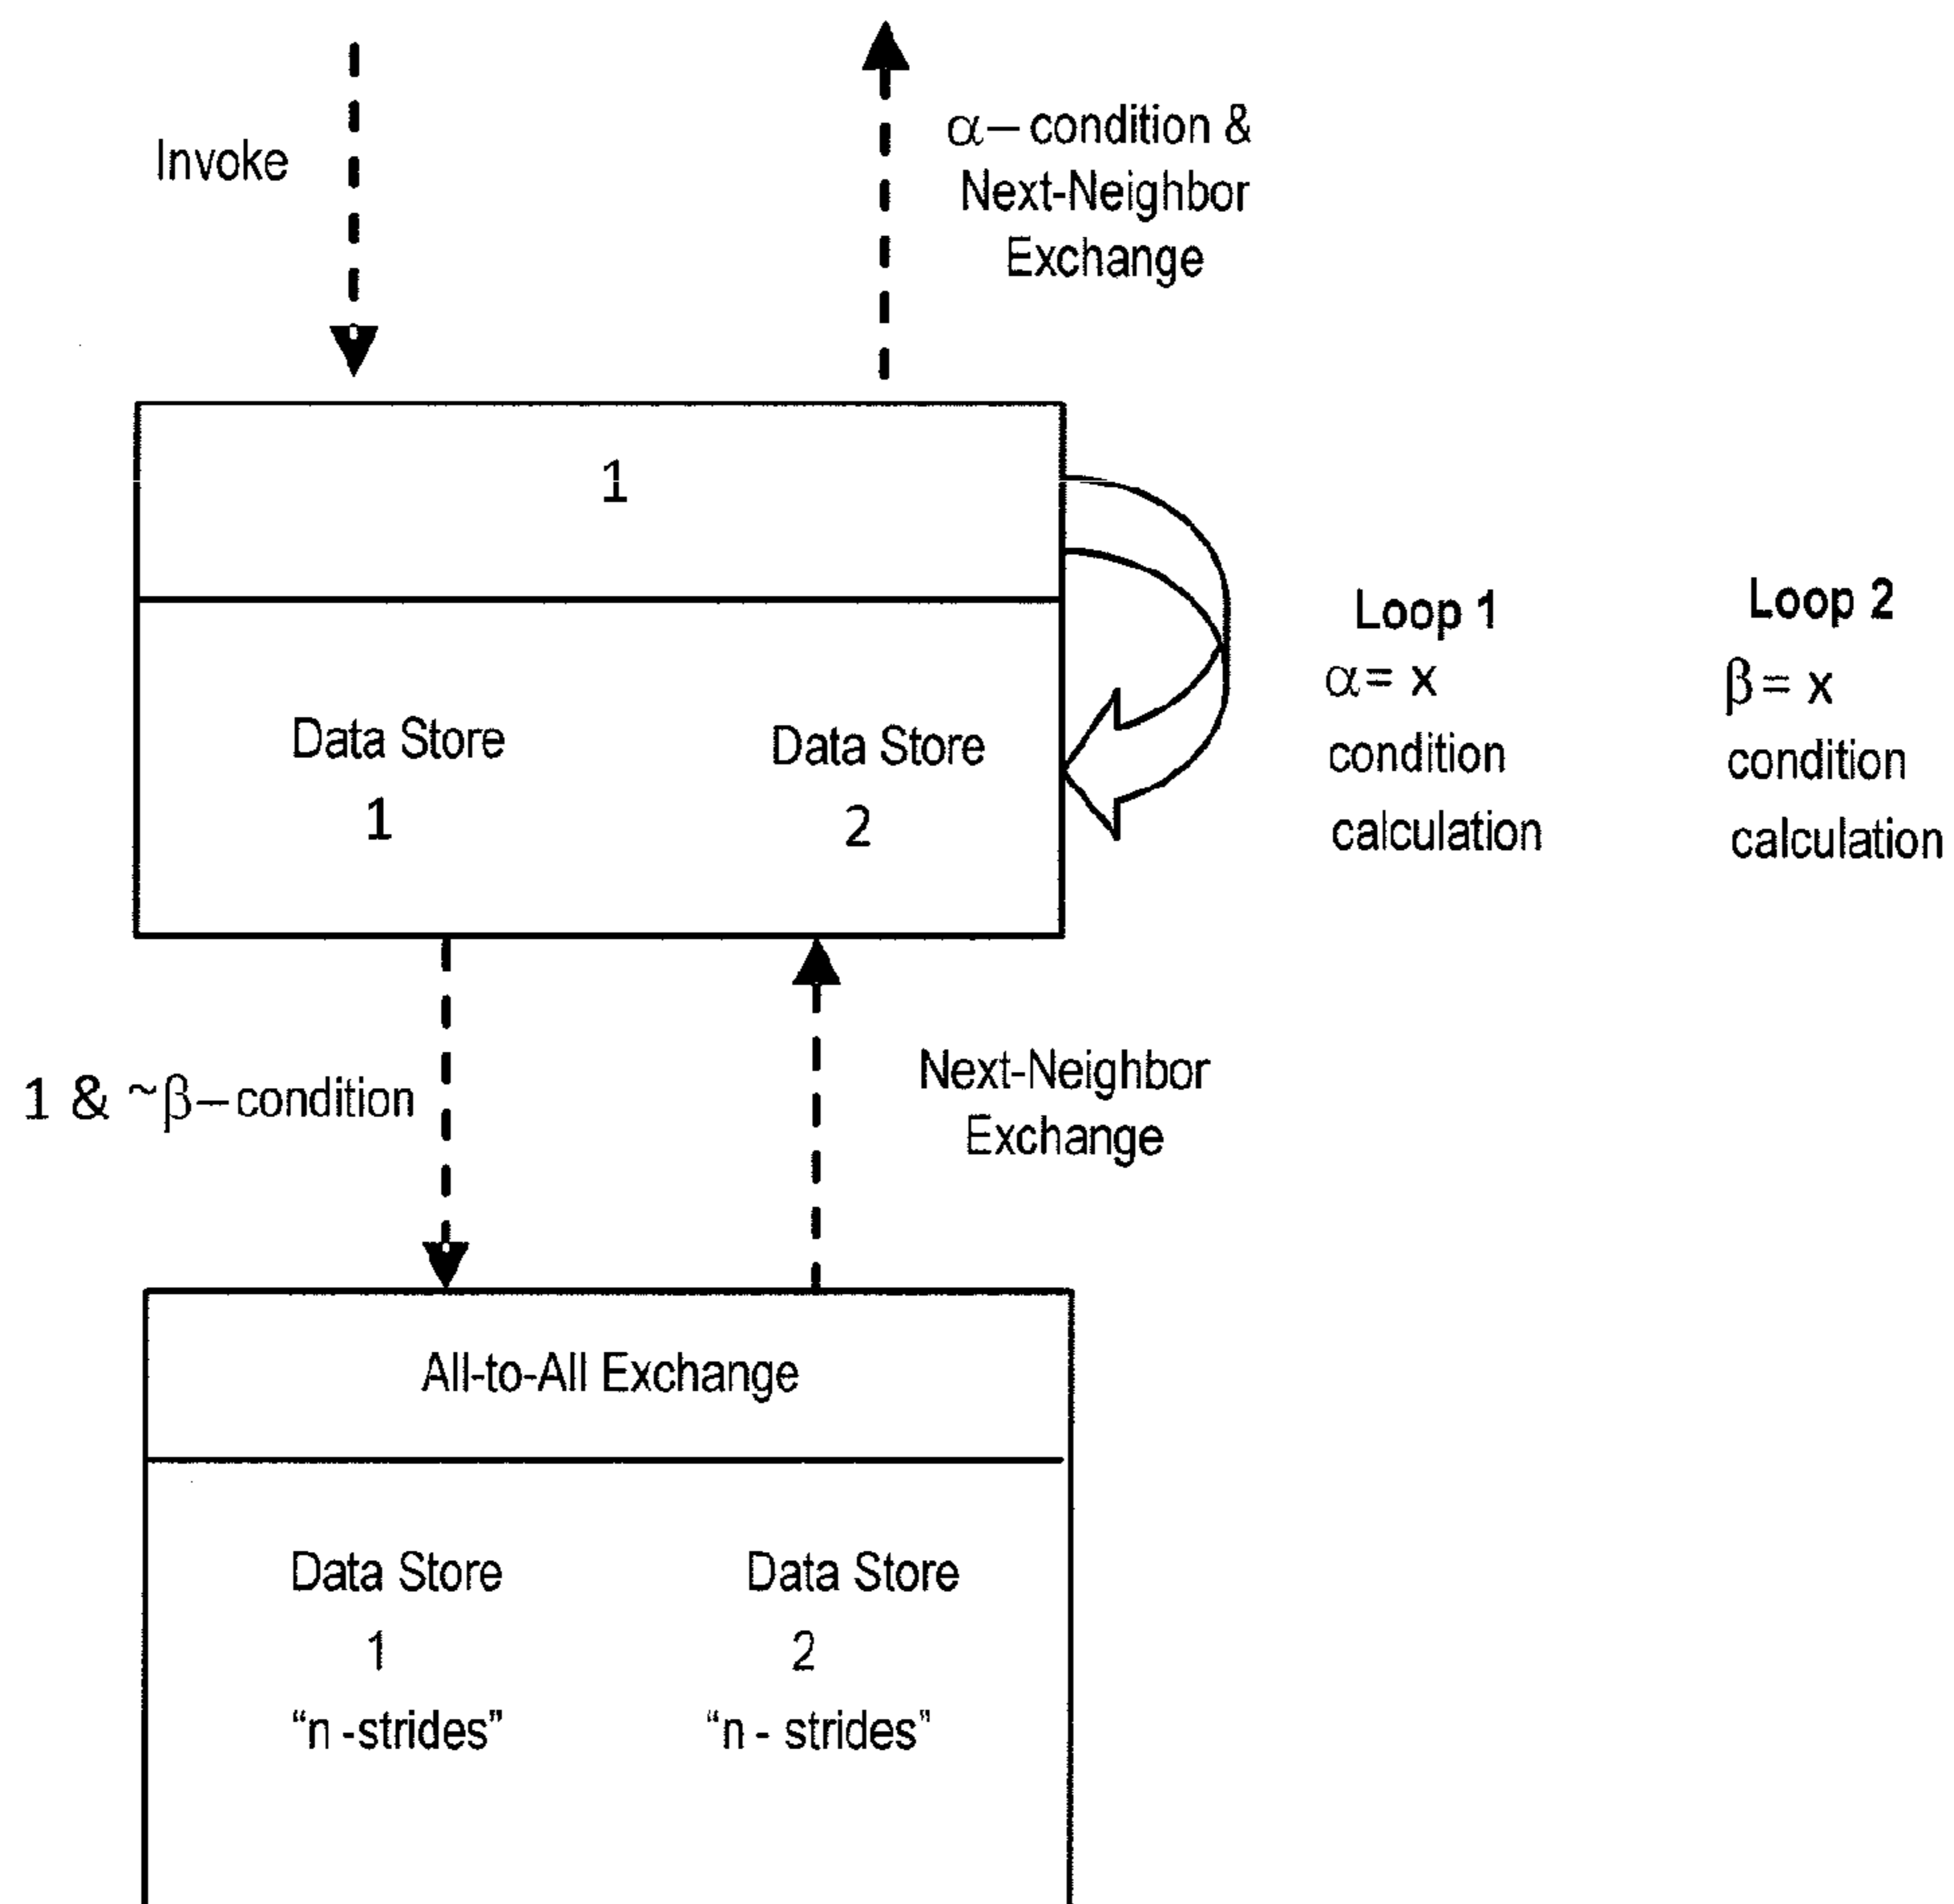 Invoke
α– condition &
Next-Neighbor
Exchange
1
Data Store
1
Data Store
2
Loop 1
α= x
condition
calculation
Loop 2
β= x
condition
calculation
1 & ~β–condition
Next-Neighbor
Exchange
All-to-All Exchange
Data Store
1
“n -strides”
Data Store
2
“n - strides”